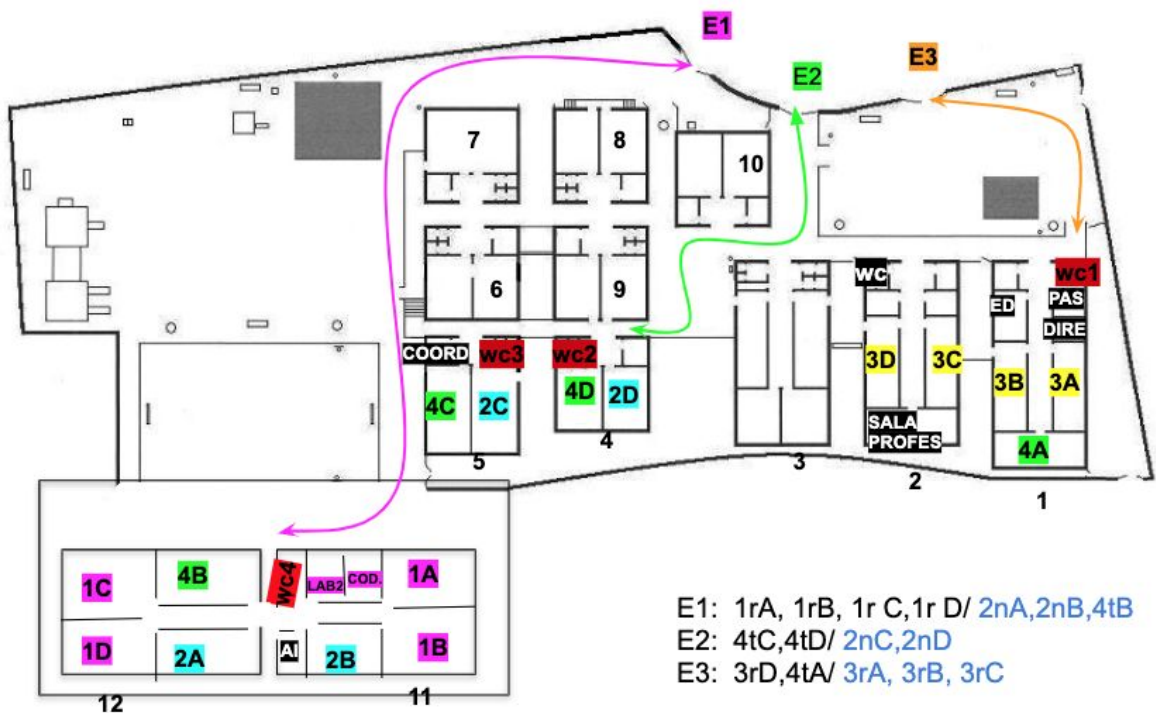 E1
E2
E3
7
8
10
6
9
wc
wc1
ED
PAS
DIRE
COORD
wc3
wc2
3D
3C
3B
3A
4C
2C
4D
2D
SALA
PROFES
4A
4
5
3
2
1
1C
4B
wc4
LAB2
COD.
1A
1D
2A
AI
2B
1B
12
11
E1: 1rA, 1rB, 1r C,1r D/ 2nA,2nB,4tB
E2: 4tC,4tD/ 2nC,2nD
E3: 3rD,4tA/ 3rA, 3rB, 3rC